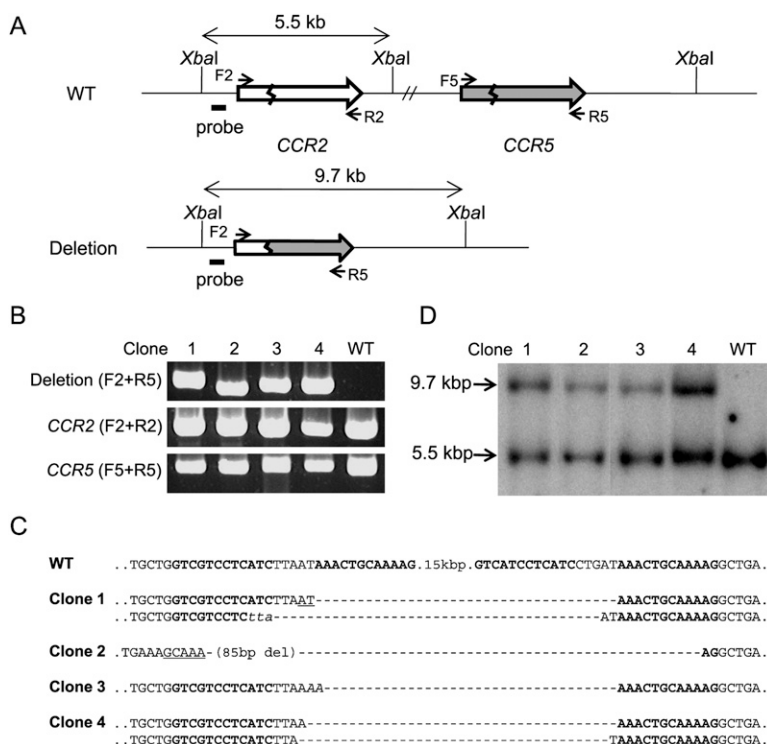 A
5.5 kb
XbaI XbaI XbaI
F2 F5
WT //
probe R2 R5
CCR2 CCR5
9.7 kb
XbaI XbaI
F2
Deletion
probe R5
B
Clone 1 2 3 4 WT
Deletion (F2+R5)
CCR2 (F2+R2)
CCR5 (F5+R5)
D
Clone 1 2 3 4 WT
9.7 kbp
5.5 kbp
C
WT ..TGCTGGTCGTCCTCATCTTAATAAACTGCAAAAG.15kbp.GTCATCCTCATCCTGATAAACTGCAAAAGGCTGA.
Clone 1 ..TGCTGGTCGTCCTCATCTTAAT------------------------------------AAACTGCAAAAGGCTGA.
..TGCTGGTCGTCCTCtta---------------------------------------ATAAACTGCAAAAGGCTGA.
Clone 2 .TGAAAGCAAA-(85bp del)------------------------------------------------AGGCTGA.
Clone 3 ..TGCTGGTCGTCCTCATCTTAAAA-----------------------------------AAACTGCAAAAGGCTGA.
Clone 4 ..TGCTGGTCGTCCTCATCTTAA-------------------------------------AAACTGCAAAAGGCTGA.
..TGCTGGTCGTCCTCATCTTA-------------------------------------TAAACTGCAAAAGGCTGA.